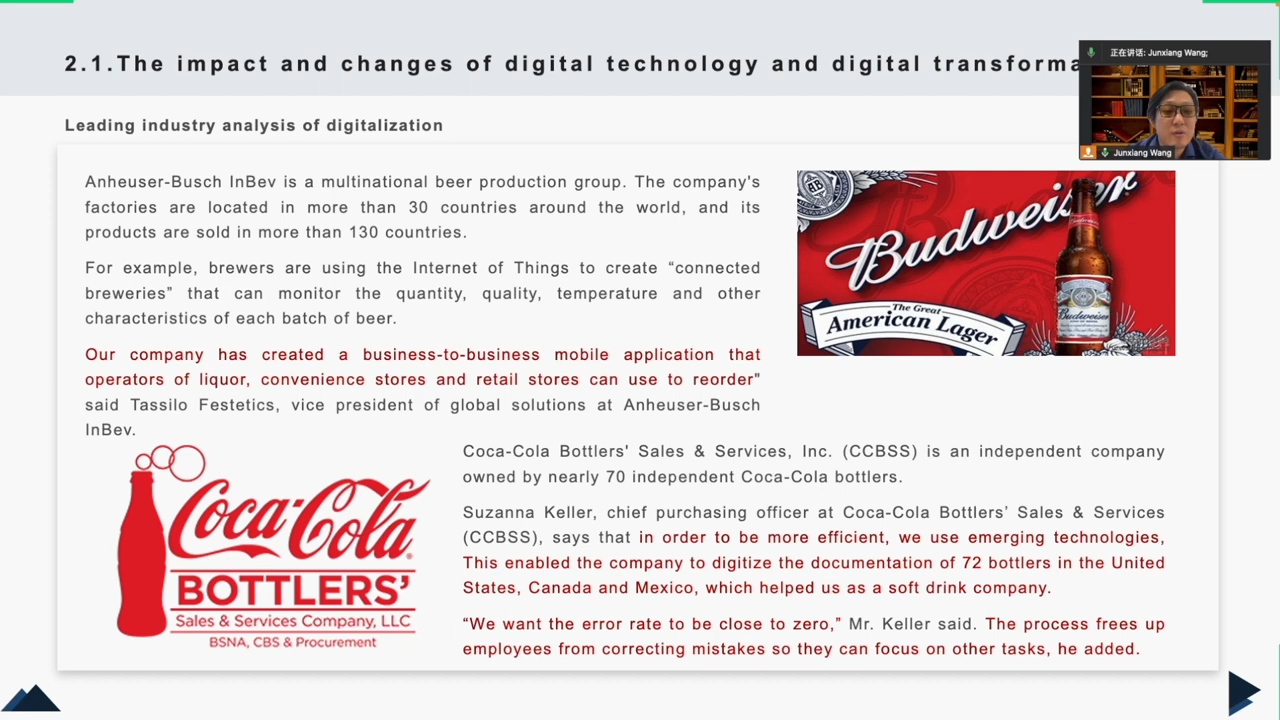 2.1.The impact and changes of digital technology and digital transforma
正在讲话: Junxiang Wang;
Junxiang Wang
Leading industry analysis of digitalization
Anheuser-Busch InBev is a multinational beer production group. The company's
factories are located in more than 30 countries around the world, and its
products are sold in more than 130 countries.
For example, brewers are using the Internet of Things to create “connected
breweries” that can monitor the quantity, quality, temperature and other
characteristics of each batch of beer.
Our company has created a business-to-business mobile application that
operators of liquor, convenience stores and retail stores can use to reorder"
said Tassilo Festetics, vice president of global solutions at Anheuser-Busch
InBev.
Budweiser
The Great
American Lager
Budweiser
Coca-Cola
BOTTLERS’
Sales & Services Company, LLC
BSNA, CBS & Procurement
Coca-Cola Bottlers' Sales & Services, Inc. (CCBSS) is an independent company
owned by nearly 70 independent Coca-Cola bottlers.
Suzanna Keller, chief purchasing officer at Coca-Cola Bottlers’ Sales & Services
(CCBSS), says that in order to be more efficient, we use emerging technologies,
This enabled the company to digitize the documentation of 72 bottlers in the United
States, Canada and Mexico, which helped us as a soft drink company.
“We want the error rate to be close to zero,” Mr. Keller said. The process frees up
employees from correcting mistakes so they can focus on other tasks, he added.